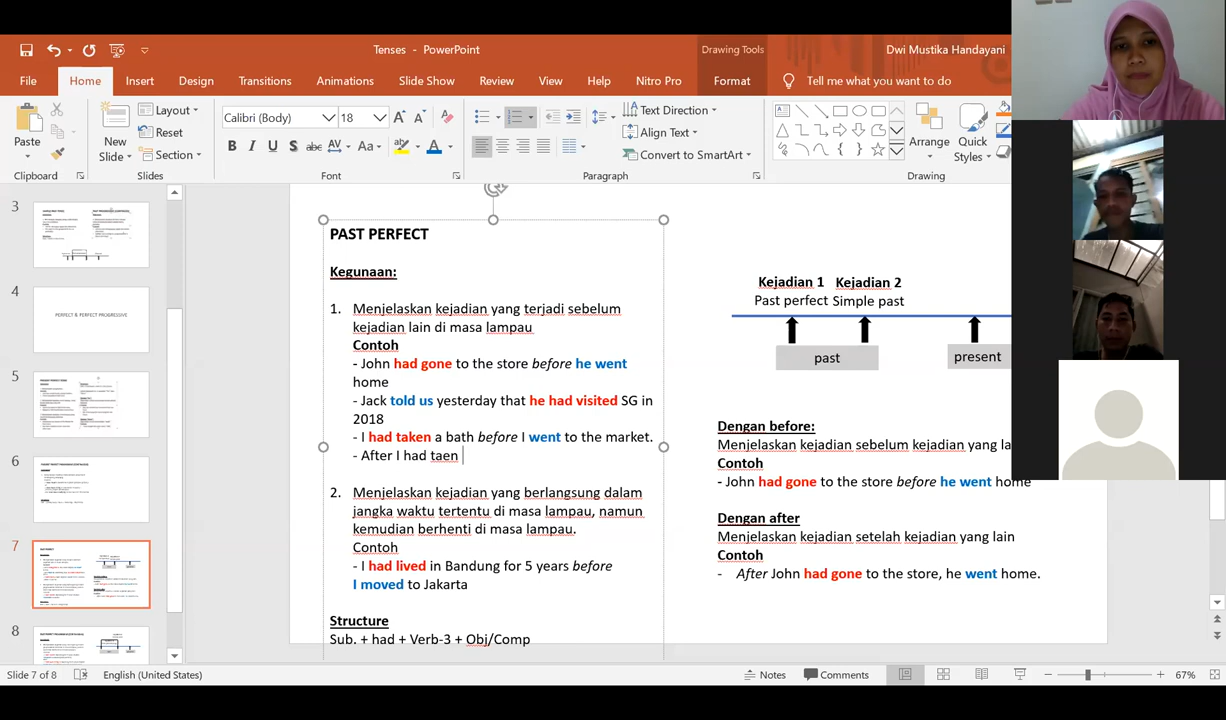 Tenses - PowerPoint
Drawing Tools
Dwi Mustika Handayani
File Home Insert Design Transitions Animations Slide Show Review View Help Nitro Pro Format Tell me what you want to do
Paste
Clipboard
New
Slide
Layout
Reset
Section
Slides
Calibri (Body) 18
B I U S abc AV Aa A
Font
Text Direction
Align Text
Convert to SmartArt
Paragraph
Arrange
Quick
Styles
Drawing
3
4
PERFECT & PERFECT PROGRESSIVE
5
6
7
8
PAST PERFECT
Kegunaan:
1. Menjelaskan kejadian yang terjadi sebelum
kejadian lain di masa lampau
Contoh
- John had gone to the store before he went
home
- Jack told us yesterday that he had visited SG in
2018
- I had taken a bath before I went to the market.
- After I had taen
2. Menjelaskan kejadian yang berlangsung dalam
jangka waktu tertentu di masa lampau, namun
kemudian berhenti di masa lampau.
Contoh
- I had lived in Bandung for 5 years before
I moved to Jakarta
Structure
Sub. + had + Verb-3 + Obj/Comp
Kejadian 1 Kejadian 2
Past perfect Simple past
past
present
Dengan before:
Menjelaskan kejadian sebelum kejadian yang la
Contoh
- John had gone to the store before he went home
Dengan after
Menjelaskan kejadian setelah kejadian yang lain
Contoh
- After John had gone to the store, he went home.
Slide 7 of 8
English (United States)
Notes
Comments
67%